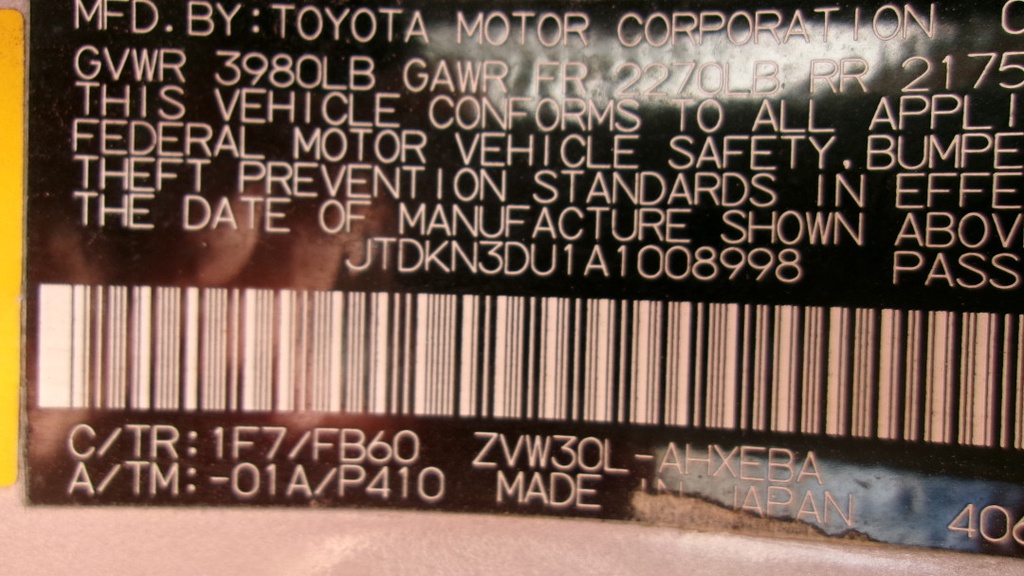 MFD. BY: TOYOTA MOTOR CORPORATION
GVWR 3980LB GAWR FR 2270LB RR 2175
THIS VEHICLE CONFORMS TO ALL APPLI
FEDERAL MOTOR VEHICLE SAFETY, BUMPE
THEFT PREVENTION STANDARDS IN EFFE
THE DATE OF MANUFACTURE SHOWN ABOV
JTDKN3DU1A1008998 PASS
C/TR: 1F7/FB60 ZVW30L-AHXEBA
A/TM: -01A/P410 MADE IN JAPAN 406